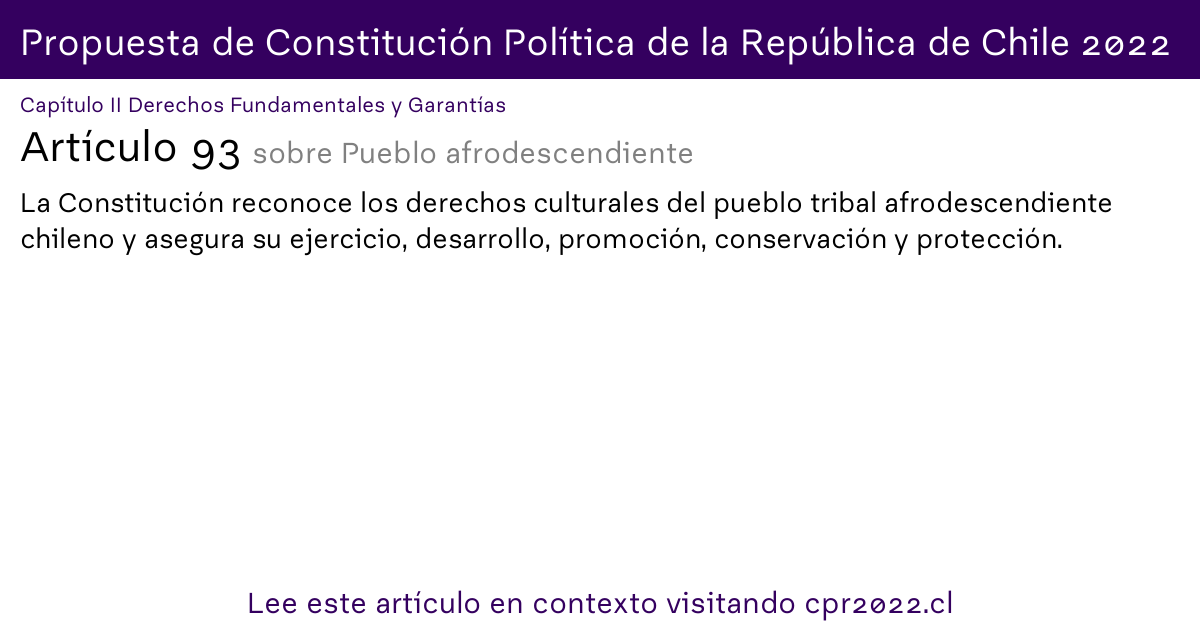 Propuesta de Constitución Política de la República de Chile 2022
Capítulo II Derechos Fundamentales y Garantías
Artículo 93 sobre Pueblo afrodescendiente
La Constitución reconoce los derechos culturales del pueblo tribal afrodescendiente
chileno y asegura su ejercicio, desarrollo, promoción, conservación y protección.
Lee este artículo en contexto visitando cpr2022.cl